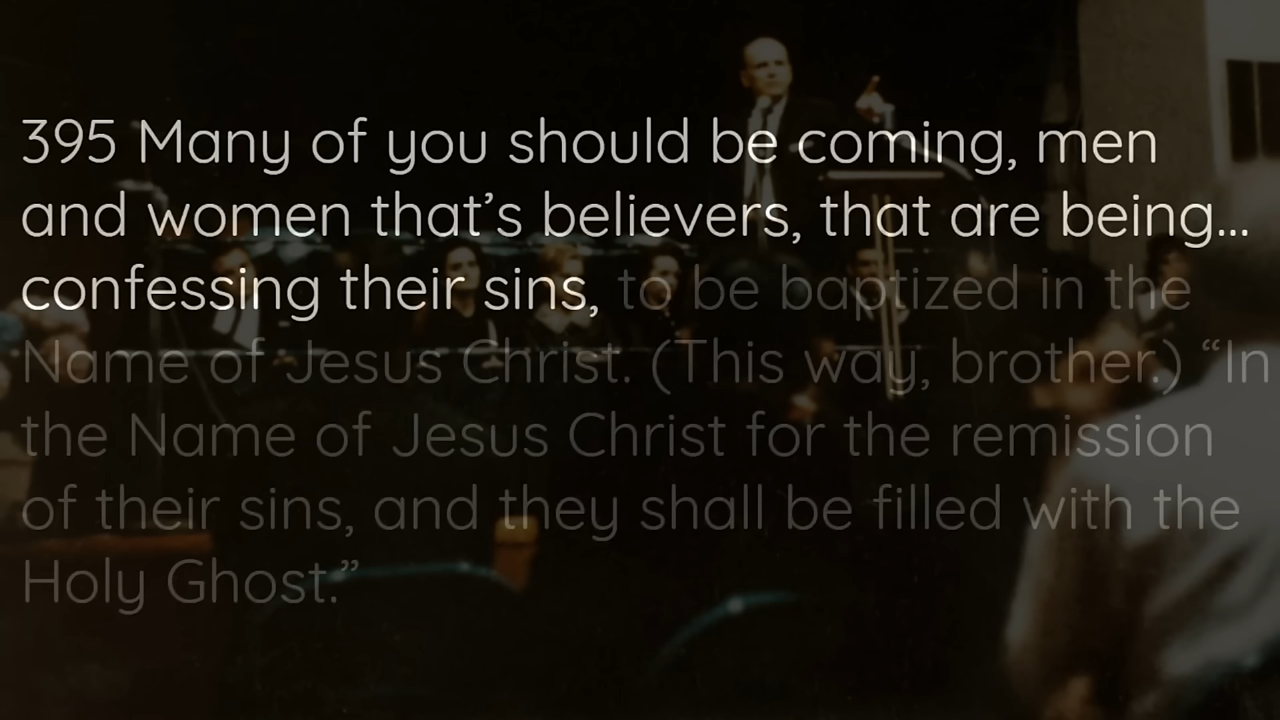 395 Many of you should be coming, men
and women that’s believers, that are being...
confessing their sins, to be baptized in the
Name of Jesus Christ. (This way, brother.) “In
the Name of Jesus Christ for the remission
of their sins, and they shall be filled with the
Holy Ghost.”